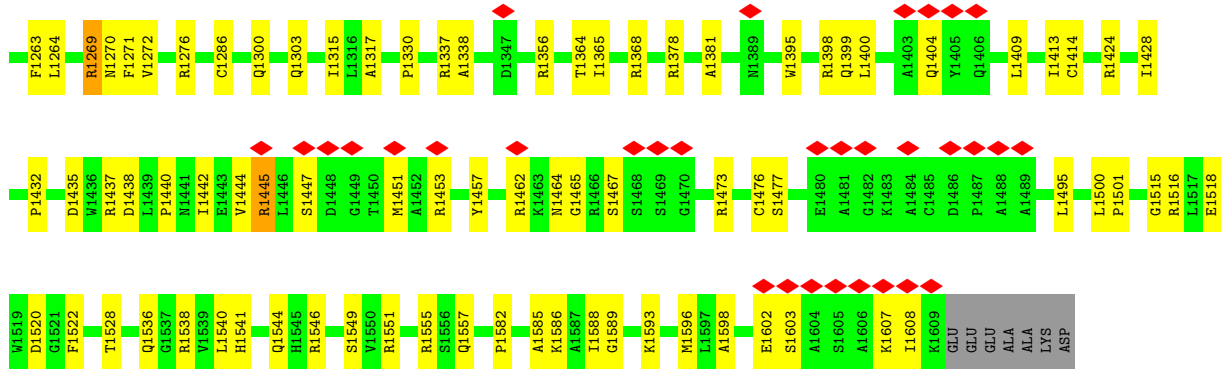 F1263 L1264 R1269 N1270 F1271 V1272 R1276 C1286 Q1300 Q1303 I1315 L1316 A1317 P1330 R1337 A1338 D1347 R1356 T1364 I1365 R1368 R1378 A1381 N1389 W1395 R1398 Q1399 L1400 A1403 Q1404 Y1405 Q1406 L1409 I1413 C1414 R1424 I1428
P1432 D1435 W1436 R1437 D1438 L1439 P1440 N1441 I1442 E1443 V1444 R1445 L1446 S1447 D1448 G1449 T1450 M1451 A1452 R1453 Y1457 R1462 K1463 N1464 G1465 R1466 S1467 S1468 S1469 G1470 R1473 C1476 S1477 E1480 A1481 G1482 K1483 A1484 C1485 D1486 P1487 A1488 A1489 L1495 L1500 P1501 G1515 R1516 L1517 E1518
W1519 D1520 G1521 F1522 T1528 Q1536 G1537 R1538 V1539 L1540 H1541 Q1544 H1545 R1546 S1549 V1550 R1551 R1555 S1556 Q1557 P1582 A1585 K1586 A1587 I1588 G1589 K1593 M1596 L1597 A1598 E1602 S1603 A1604 S1605 A1606 K1607 I1608 K1609 GLU GLU GLU ALA ALA LYS ASP